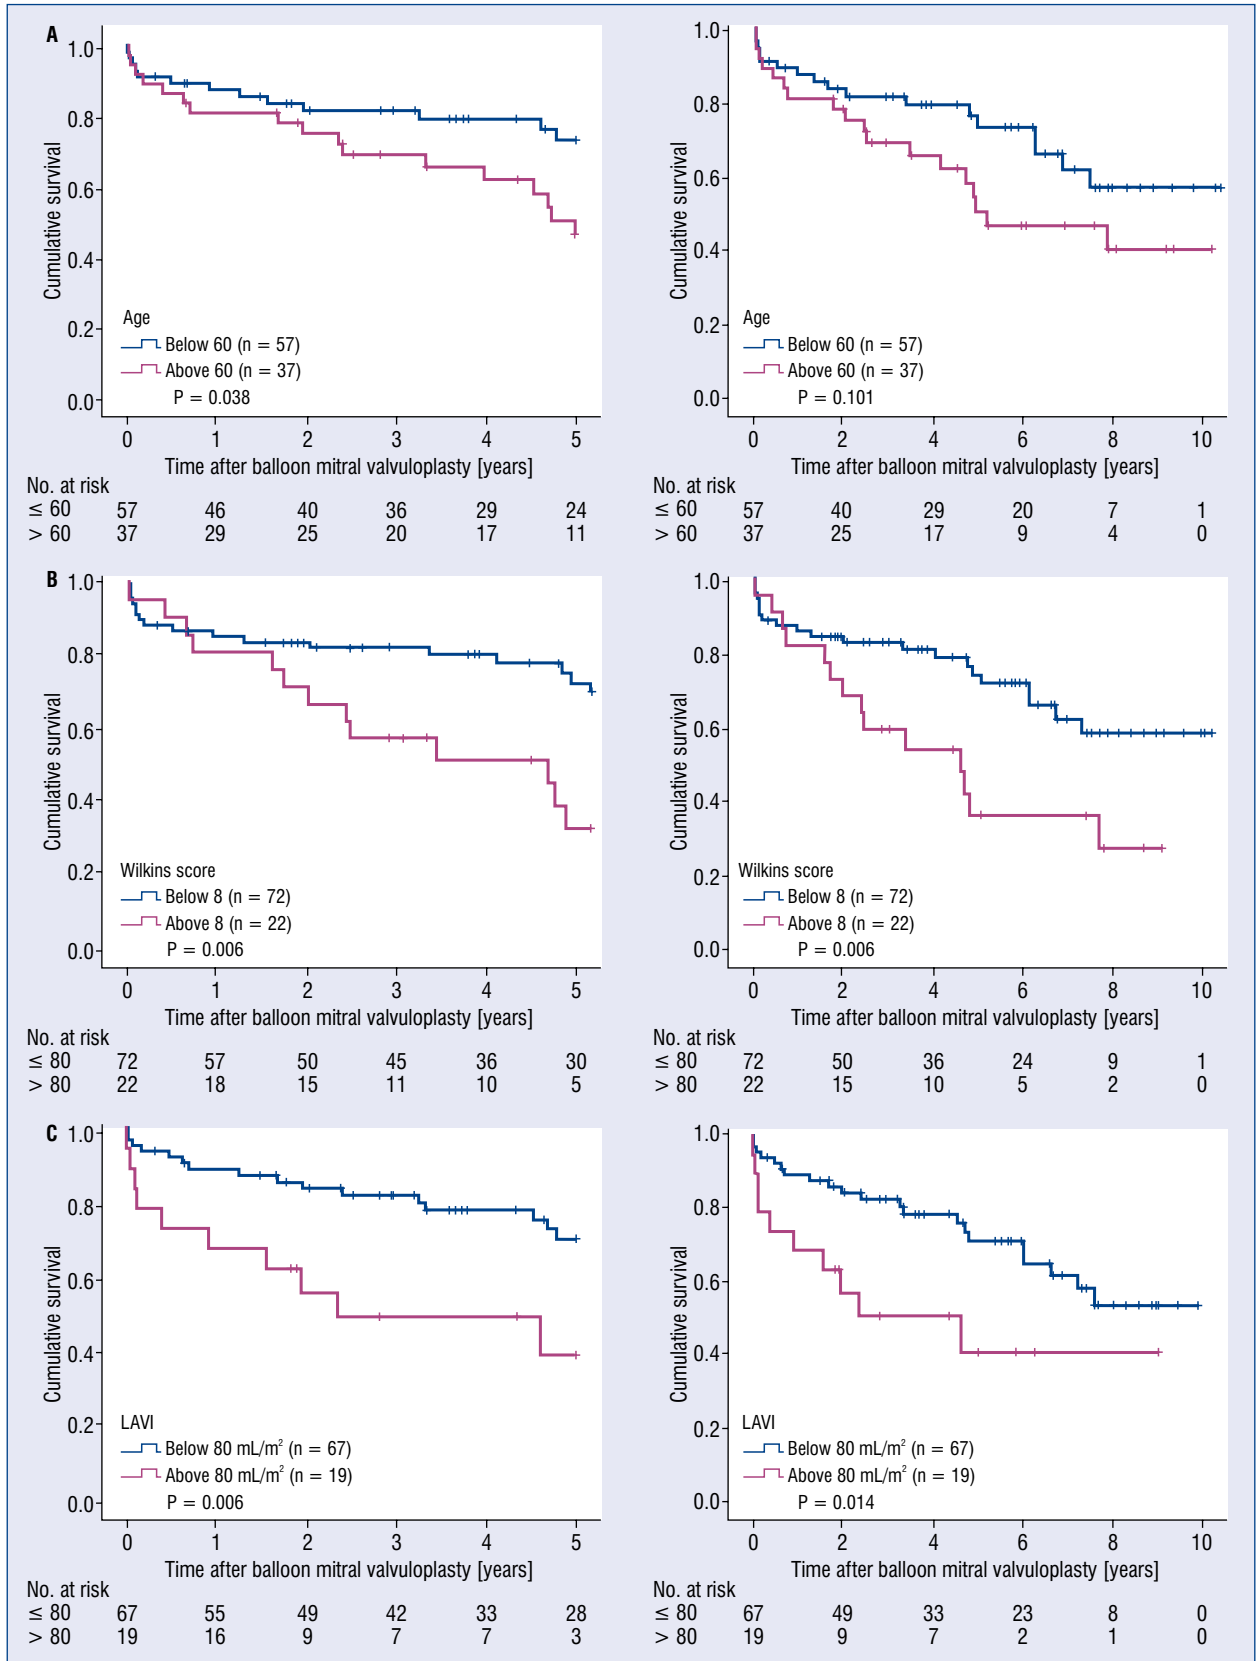 A
1.0
0.8
0.6
0.4
0.2
0.0
Cumulative survival
Age
Below 60 (n = 57)
Above 60 (n = 37)
P = 0.038
0 1 2 3 4 5
Time after balloon mitral valvuloplasty [years]
No. at risk
≤ 60 57 46 40 36 29 24
> 60 37 29 25 20 17 11
1.0
0.8
0.6
0.4
0.2
0.0
Cumulative survival
Age
Below 60 (n = 57)
Above 60 (n = 37)
P = 0.101
0 2 4 6 8 10
Time after balloon mitral valvuloplasty [years]
No. at risk
≤ 60 57 40 29 20 7 1
> 60 37 25 17 9 4 0
B
1.0
0.8
0.6
0.4
0.2
0.0
Cumulative survival
Wilkins score
Below 8 (n = 72)
Above 8 (n = 22)
P = 0.006
0 1 2 3 4 5
Time after balloon mitral valvuloplasty [years]
No. at risk
≤ 80 72 57 50 45 36 30
> 80 22 18 15 11 10 5
1.0
0.8
0.6
0.4
0.2
0.0
Cumulative survival
Wilkins score
Below 8 (n = 72)
Above 8 (n = 22)
P = 0.006
0 2 4 6 8 10
Time after balloon mitral valvuloplasty [years]
No. at risk
≤ 80 72 50 36 24 9 1
> 80 22 15 10 5 2 0
C
1.0
0.8
0.6
0.4
0.2
0.0
Cumulative survival
LAVI
Below 80 mL/m² (n = 67)
Above 80 mL/m² (n = 19)
P = 0.006
0 1 2 3 4 5
Time after balloon mitral valvuloplasty [years]
No. at risk
≤ 80 67 55 49 42 33 28
> 80 19 16 9 7 7 3
1.0
0.8
0.6
0.4
0.2
0.0
Cumulative survival
LAVI
Below 80 mL/m² (n = 67)
Above 80 mL/m² (n = 19)
P = 0.014
0 2 4 6 8 10
Time after balloon mitral valvuloplasty [years]
No. at risk
≤ 80 67 49 33 23 8 0
> 80 19 9 7 2 1 0